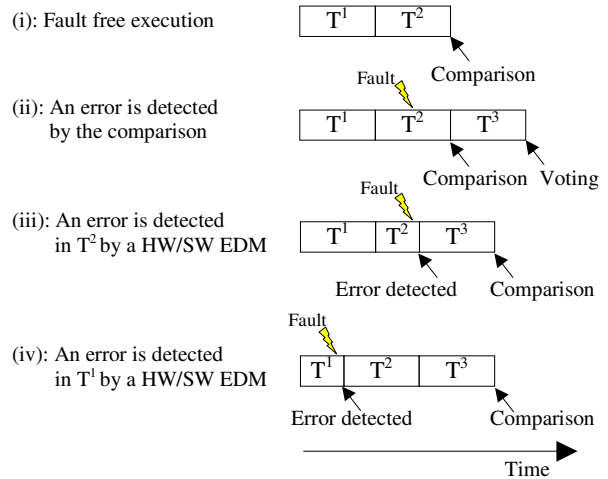 (i): Fault free execution
T¹ T²
Comparison
Fault
(ii): An error is detected
by the comparison
T¹ T² T³
Comparison Voting
Fault
(iii): An error is detected
in T² by a HW/SW EDM
T¹ T² T³
Error detected Comparison
Fault
(iv): An error is detected
in T¹ by a HW/SW EDM
T¹ T² T³
Error detected Comparison
Time